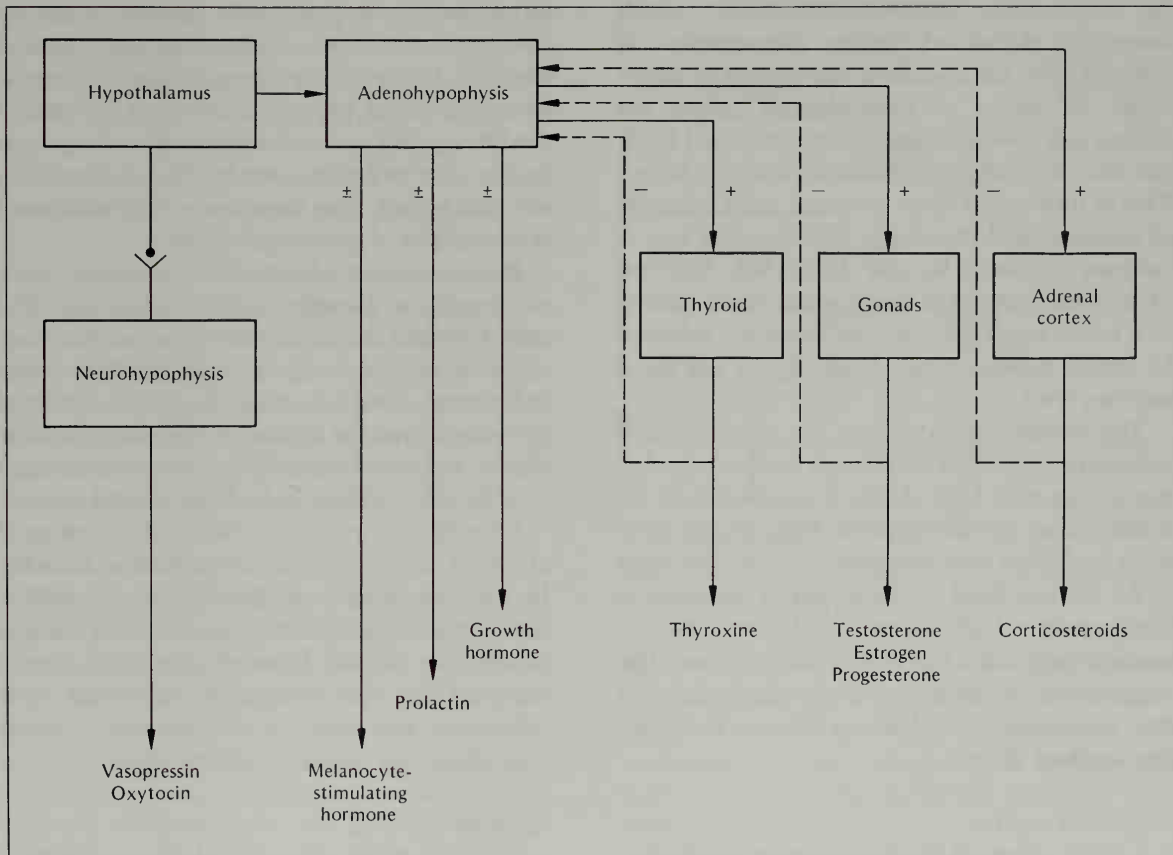 Hypothalamus
Adenohypophysis
± ± ± – + – + – +
Thyroid
Gonads
Adrenal
cortex
Neurohypophysis
Growth
hormone
Thyroxine
Testosterone
Estrogen
Progesterone
Corticosteroids
Prolactin
Vasopressin
Oxytocin
Melanocyte-
stimulating
hormone